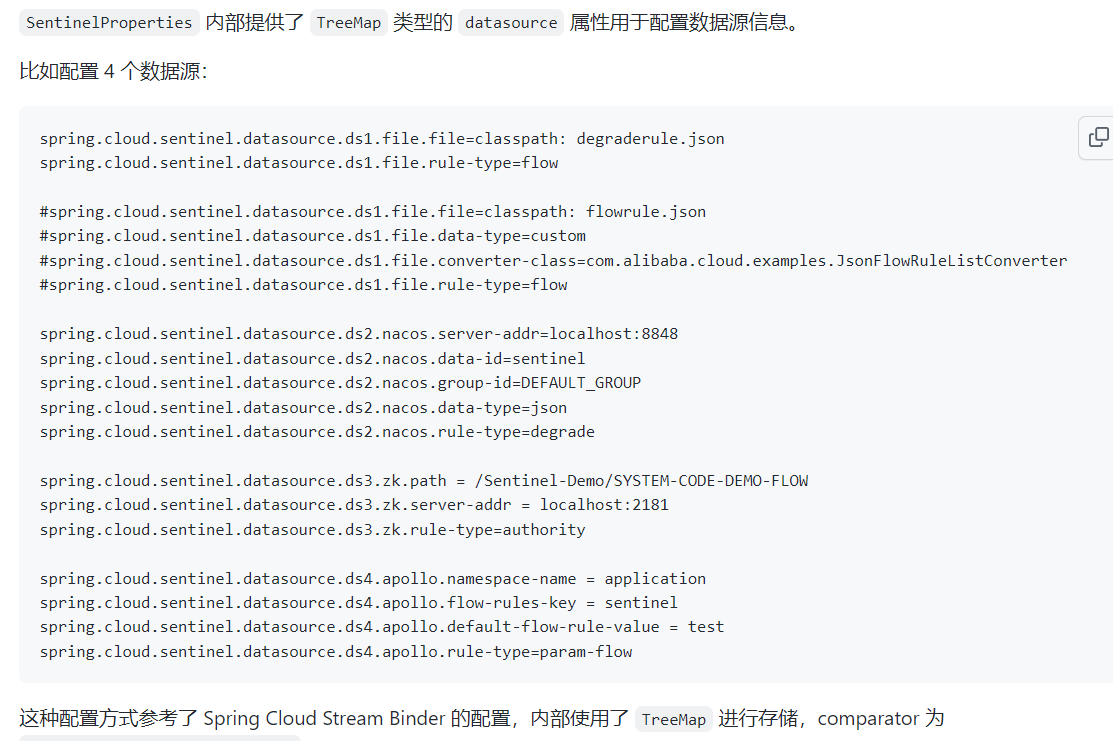 SentinelProperties 内部提供了 TreeMap 类型的 datasource 属性用于配置数据源信息。
比如配置 4 个数据源：
spring.cloud.sentinel.datasource.ds1.file.file=classpath: degraderule.json
spring.cloud.sentinel.datasource.ds1.file.rule-type=flow
#spring.cloud.sentinel.datasource.ds1.file.file=classpath: flowrule.json
#spring.cloud.sentinel.datasource.ds1.file.data-type=custom
#spring.cloud.sentinel.datasource.ds1.file.converter-class=com.alibaba.cloud.examples.JsonFlowRuleListConverter
#spring.cloud.sentinel.datasource.ds1.file.rule-type=flow
spring.cloud.sentinel.datasource.ds2.nacos.server-addr=localhost:8848
spring.cloud.sentinel.datasource.ds2.nacos.data-id=sentinel
spring.cloud.sentinel.datasource.ds2.nacos.group-id=DEFAULT_GROUP
spring.cloud.sentinel.datasource.ds2.nacos.data-type=json
spring.cloud.sentinel.datasource.ds2.nacos.rule-type=degrade
spring.cloud.sentinel.datasource.ds3.zk.path = /Sentinel-Demo/SYSTEM-CODE-DEMO-FLOW
spring.cloud.sentinel.datasource.ds3.zk.server-addr = localhost:2181
spring.cloud.sentinel.datasource.ds3.zk.rule-type=authority
spring.cloud.sentinel.datasource.ds4.apollo.namespace-name = application
spring.cloud.sentinel.datasource.ds4.apollo.flow-rules-key = sentinel
spring.cloud.sentinel.datasource.ds4.apollo.default-flow-rule-value = test
spring.cloud.sentinel.datasource.ds4.apollo.rule-type=param-flow
这种配置方式参考了 Spring Cloud Stream Binder 的配置，内部使用了 TreeMap 进行存储，comparator 为